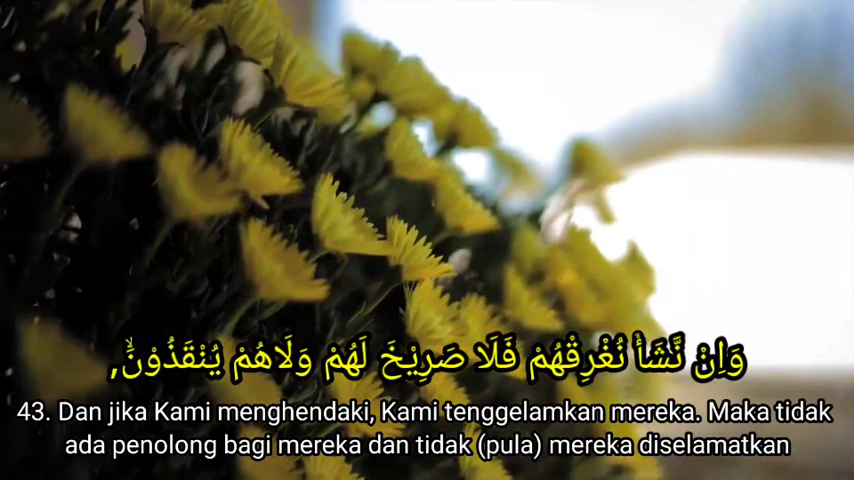 وَاِنْ نَّشَأْ نُغْرِقْهُمْ فَلَا صَرِيْخَ لَهُمْ وَلَاهُمْ يُنْقَذُوْنَۙ,
43. Dan jika Kami menghendaki, Kami tenggelamkan mereka. Maka tidak
ada penolong bagi mereka dan tidak (pula) mereka diselamatkan